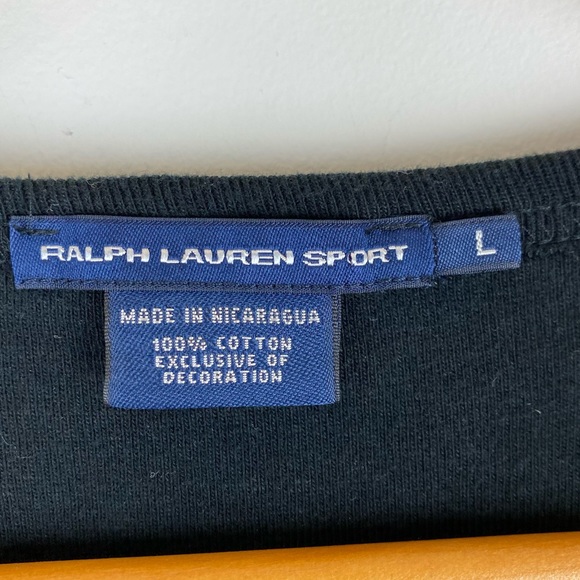 RALPH LAUREN SPORT
L
MADE IN NICARAGUA
100% COTTON
EXCLUSIVE OF
DECORATION